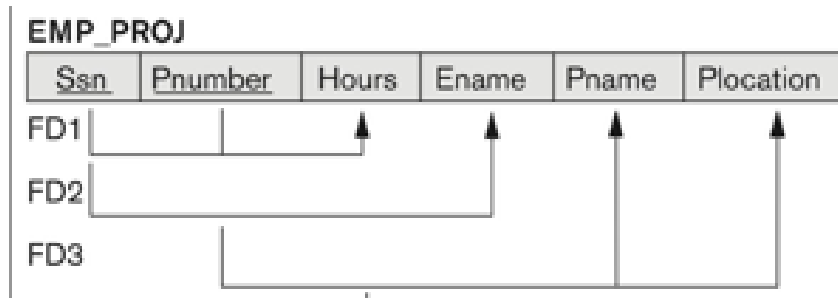 EMP_PROJ
Ssn Pnumber Hours Ename Pname Plocation
FD1
FD2
FD3